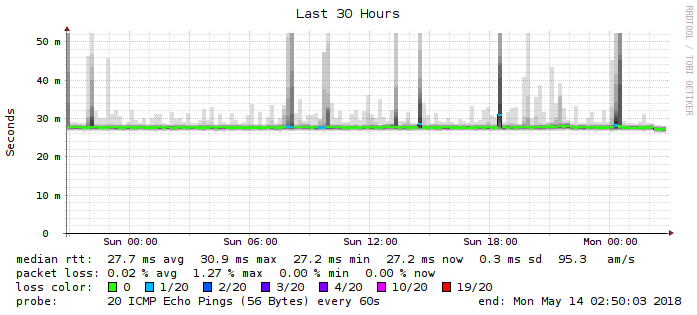 Last 30 Hours
RRDTOOL / TOBI OETIKER
Seconds
50 m
40 m
30 m
20 m
10 m
0
Sun 00:00 Sun 06:00 Sun 12:00 Sun 18:00 Mon 00:00
median rtt: 27.7 ms avg 30.9 ms max 27.2 ms min 27.2 ms now 0.3 ms sd 95.3 am/s
packet loss: 0.02 % avg 1.27 % max 0.00 % min 0.00 % now
loss color: 0 1/20 2/20 3/20 4/20 10/20 19/20
probe: 20 ICMP Echo Pings (56 Bytes) every 60s end: Mon May 14 02:50:03 2018